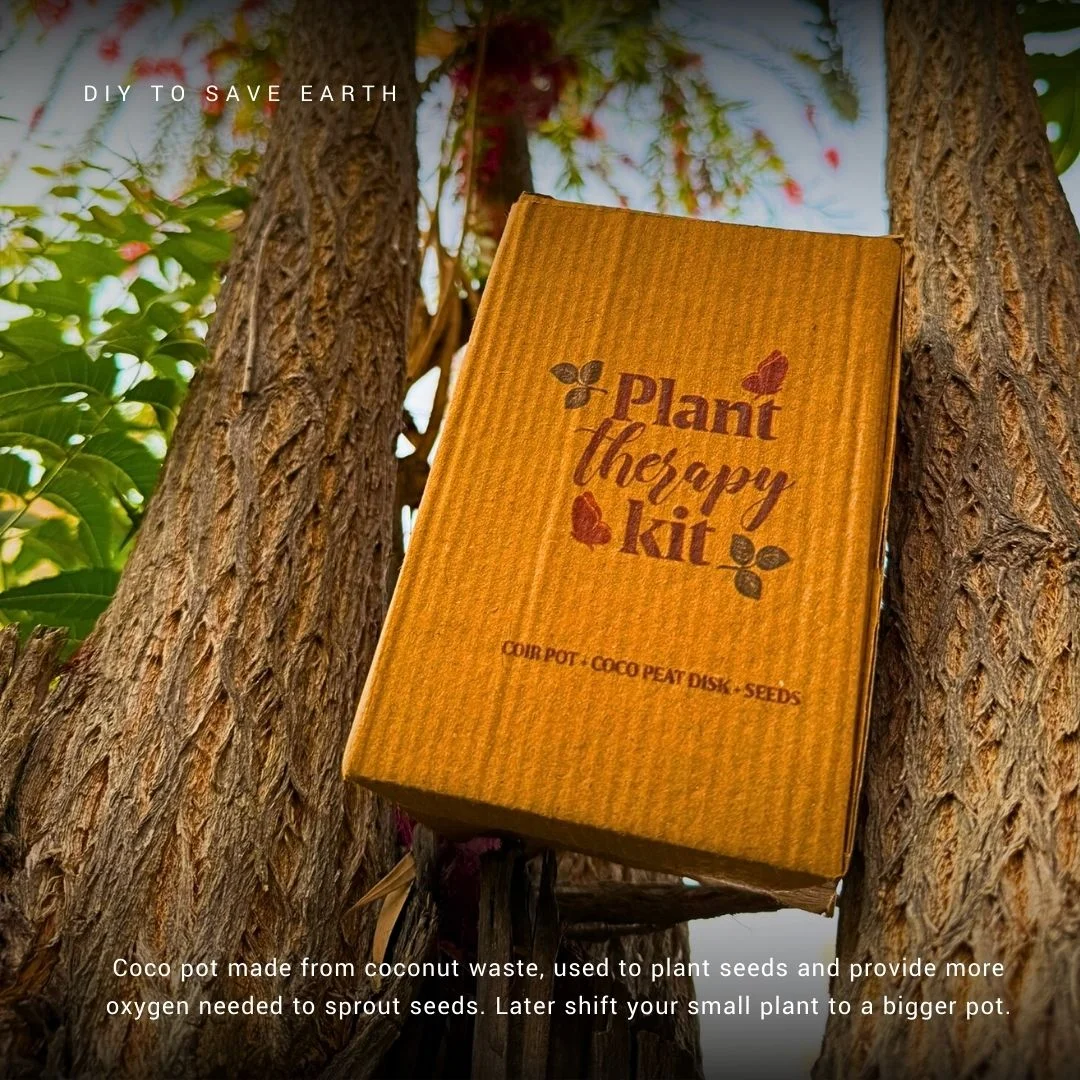 DIY TO SAVE EARTH
Plant
therapy
kit
COIR POT + COCO PEAT DISK + SEEDS
Coco pot made from coconut waste, used to plant seeds and provide more
oxygen needed to sprout seeds. Later shift your small plant to a bigger pot.